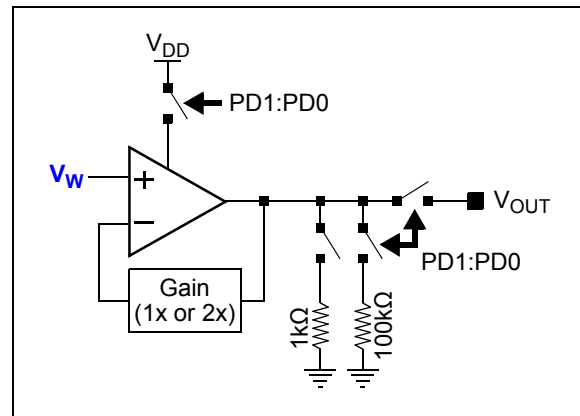 VDD
PD1:PD0
VW
+
−
VOUT
PD1:PD0
Gain
(1x or 2x)
1kΩ
100kΩ